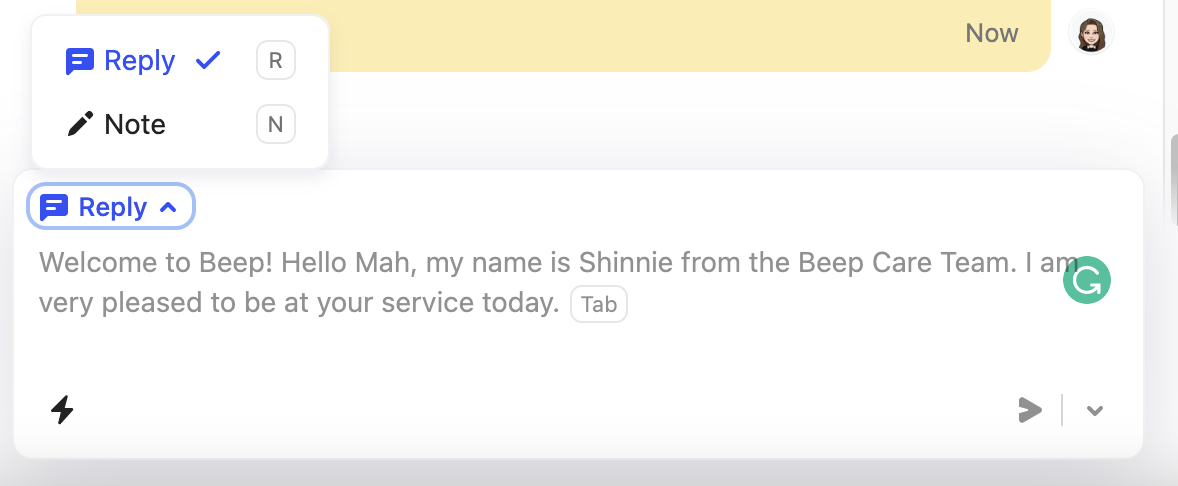 Now
Reply R
Note N
Reply
Welcome to Beep! Hello Mah, my name is Shinnie from the Beep Care Team. I am
very pleased to be at your service today. Tab